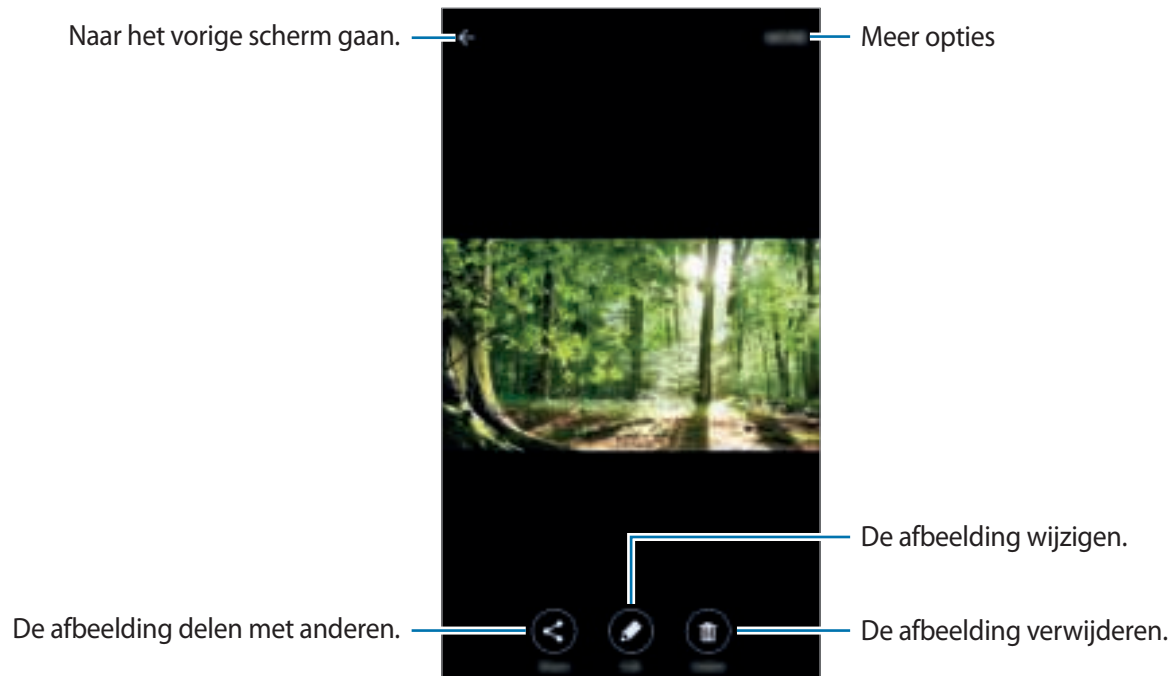 Naar het vorige scherm gaan.
Meer opties
De afbeelding wijzigen.
De afbeelding delen met anderen.
De afbeelding verwijderen.